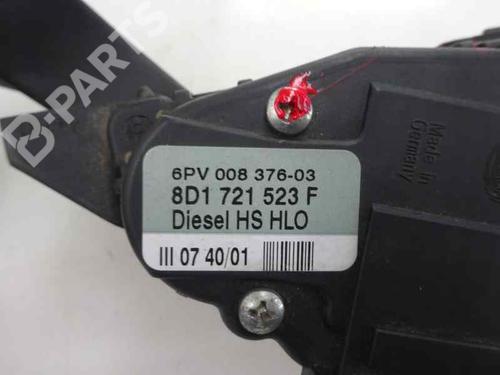 B-PARTS
Made in
Germany
6PV 008 376-03
8D1 721 523 F
Diesel HS HLO
III 07 40/01